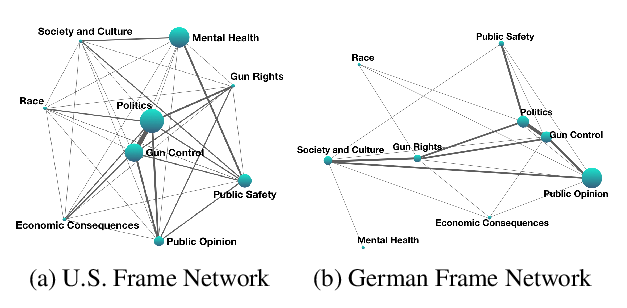 Society and Culture
Mental Health
Gun Rights
Race
Politics
Gun Control
Public Safety
Economic Consequences
Public Opinion
(a) U.S. Frame Network
Public Safety
Race
Politics
Gun Control
Society and Culture
Gun Rights
Public Opinion
Economic Consequences
Mental Health
(b) German Frame Network